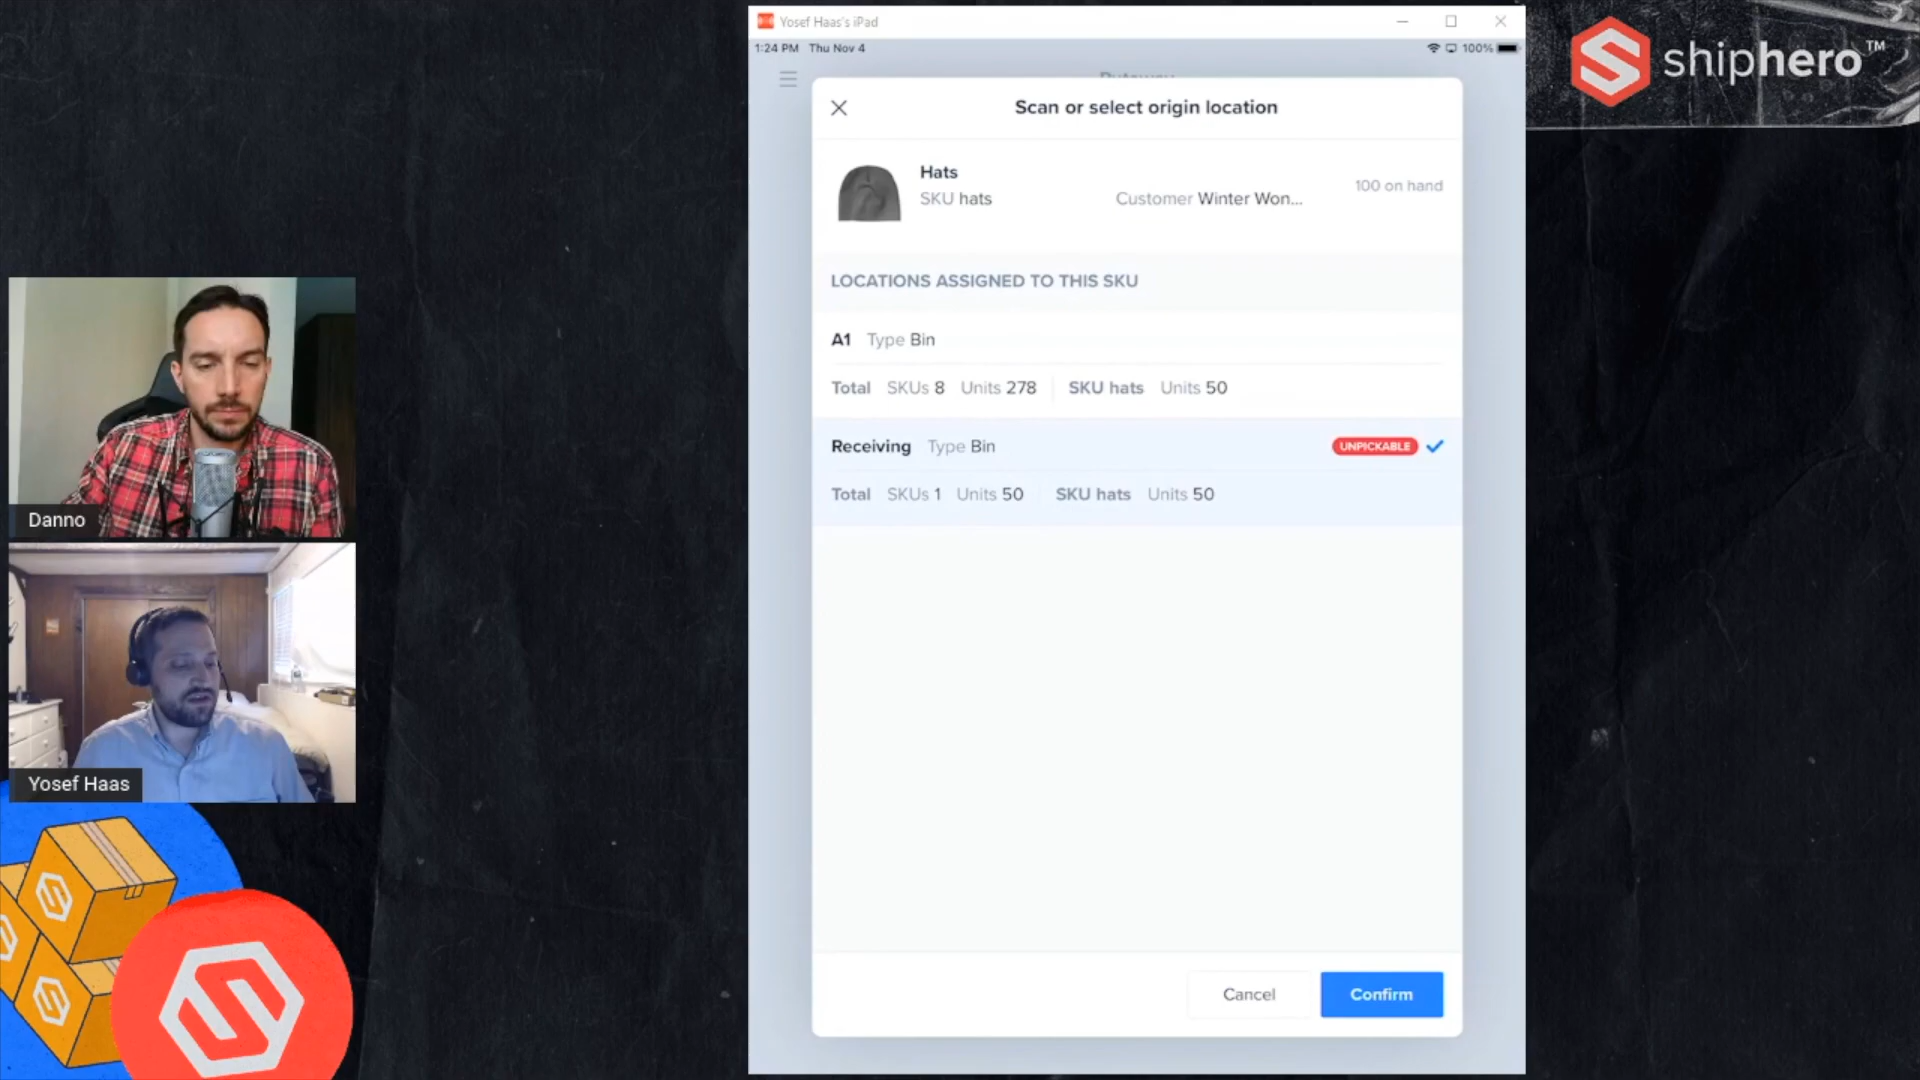 Yosef Haas's iPad
1:24 PM Thu Nov 4
100%
shiphero™
Scan or select origin location
Hats
SKU hats
Customer Winter Won...
100 on hand
LOCATIONS ASSIGNED TO THIS SKU
A1 Type Bin
Total SKUs 8 Units 278 SKU hats Units 50
Receiving Type Bin
UNPICKABLE
Total SKUs 1 Units 50 SKU hats Units 50
Danno
Yosef Haas
Cancel
Confirm